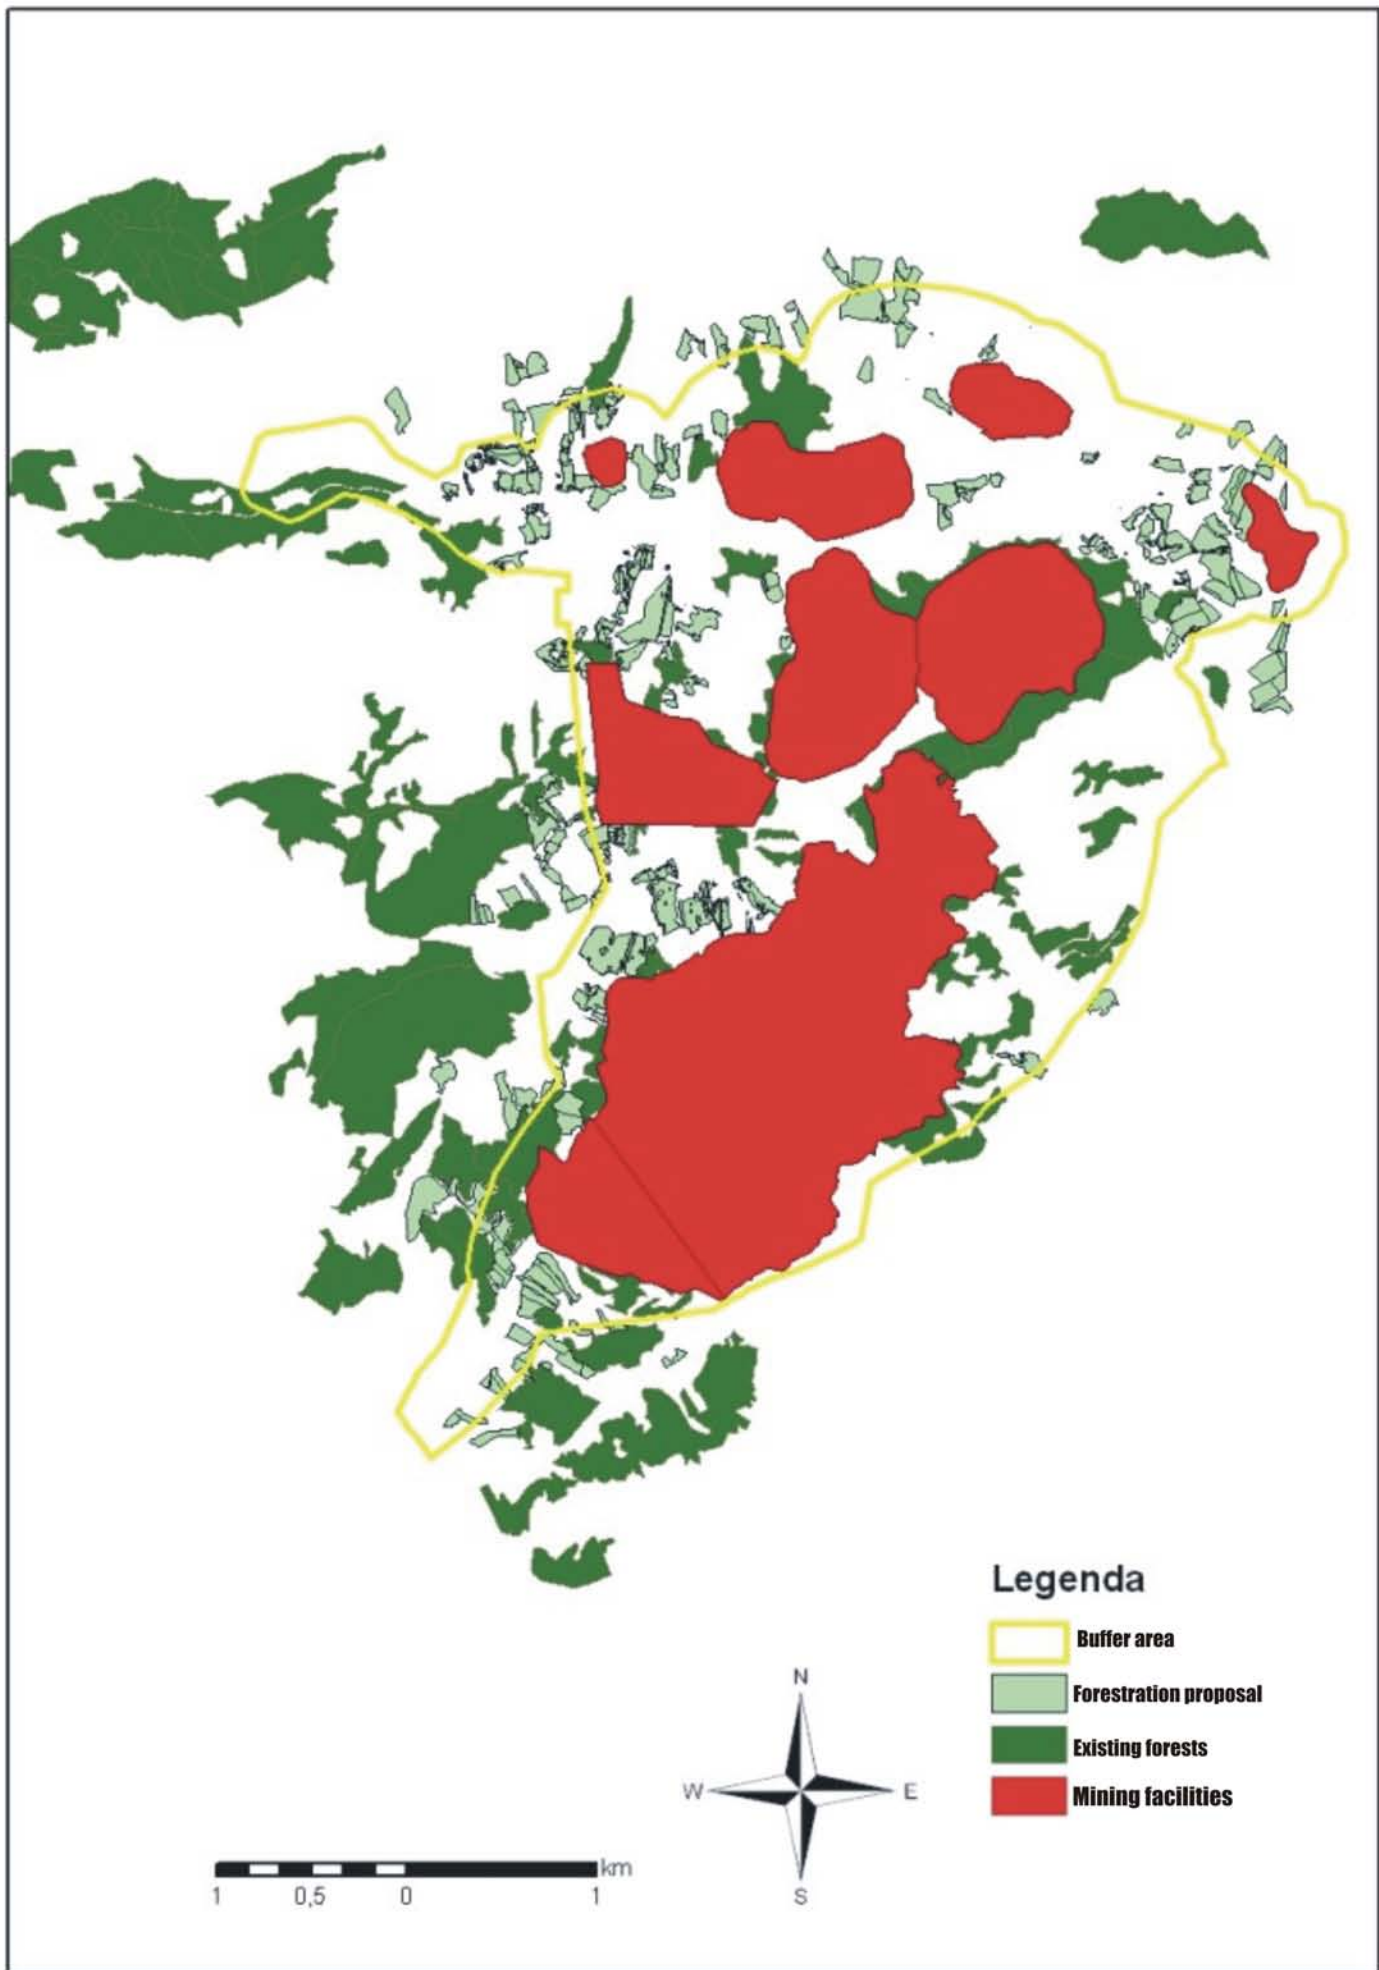 Legenda
Buffer area
Forestration proposal
Existing forests
Mining facilities
N
W E
S
km
1 0,5 0 1